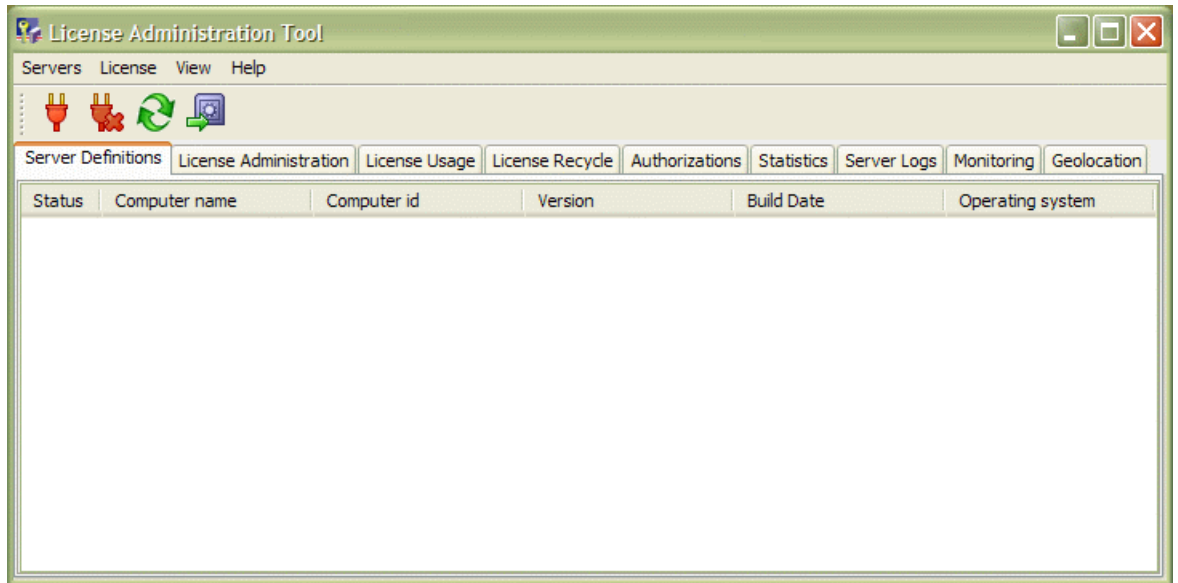 License Administration Tool
Servers License View Help
Server Definitions License Administration License Usage License Recycle Authorizations Statistics Server Logs Monitoring Geolocation
Status Computer name Computer id Version Build Date Operating system